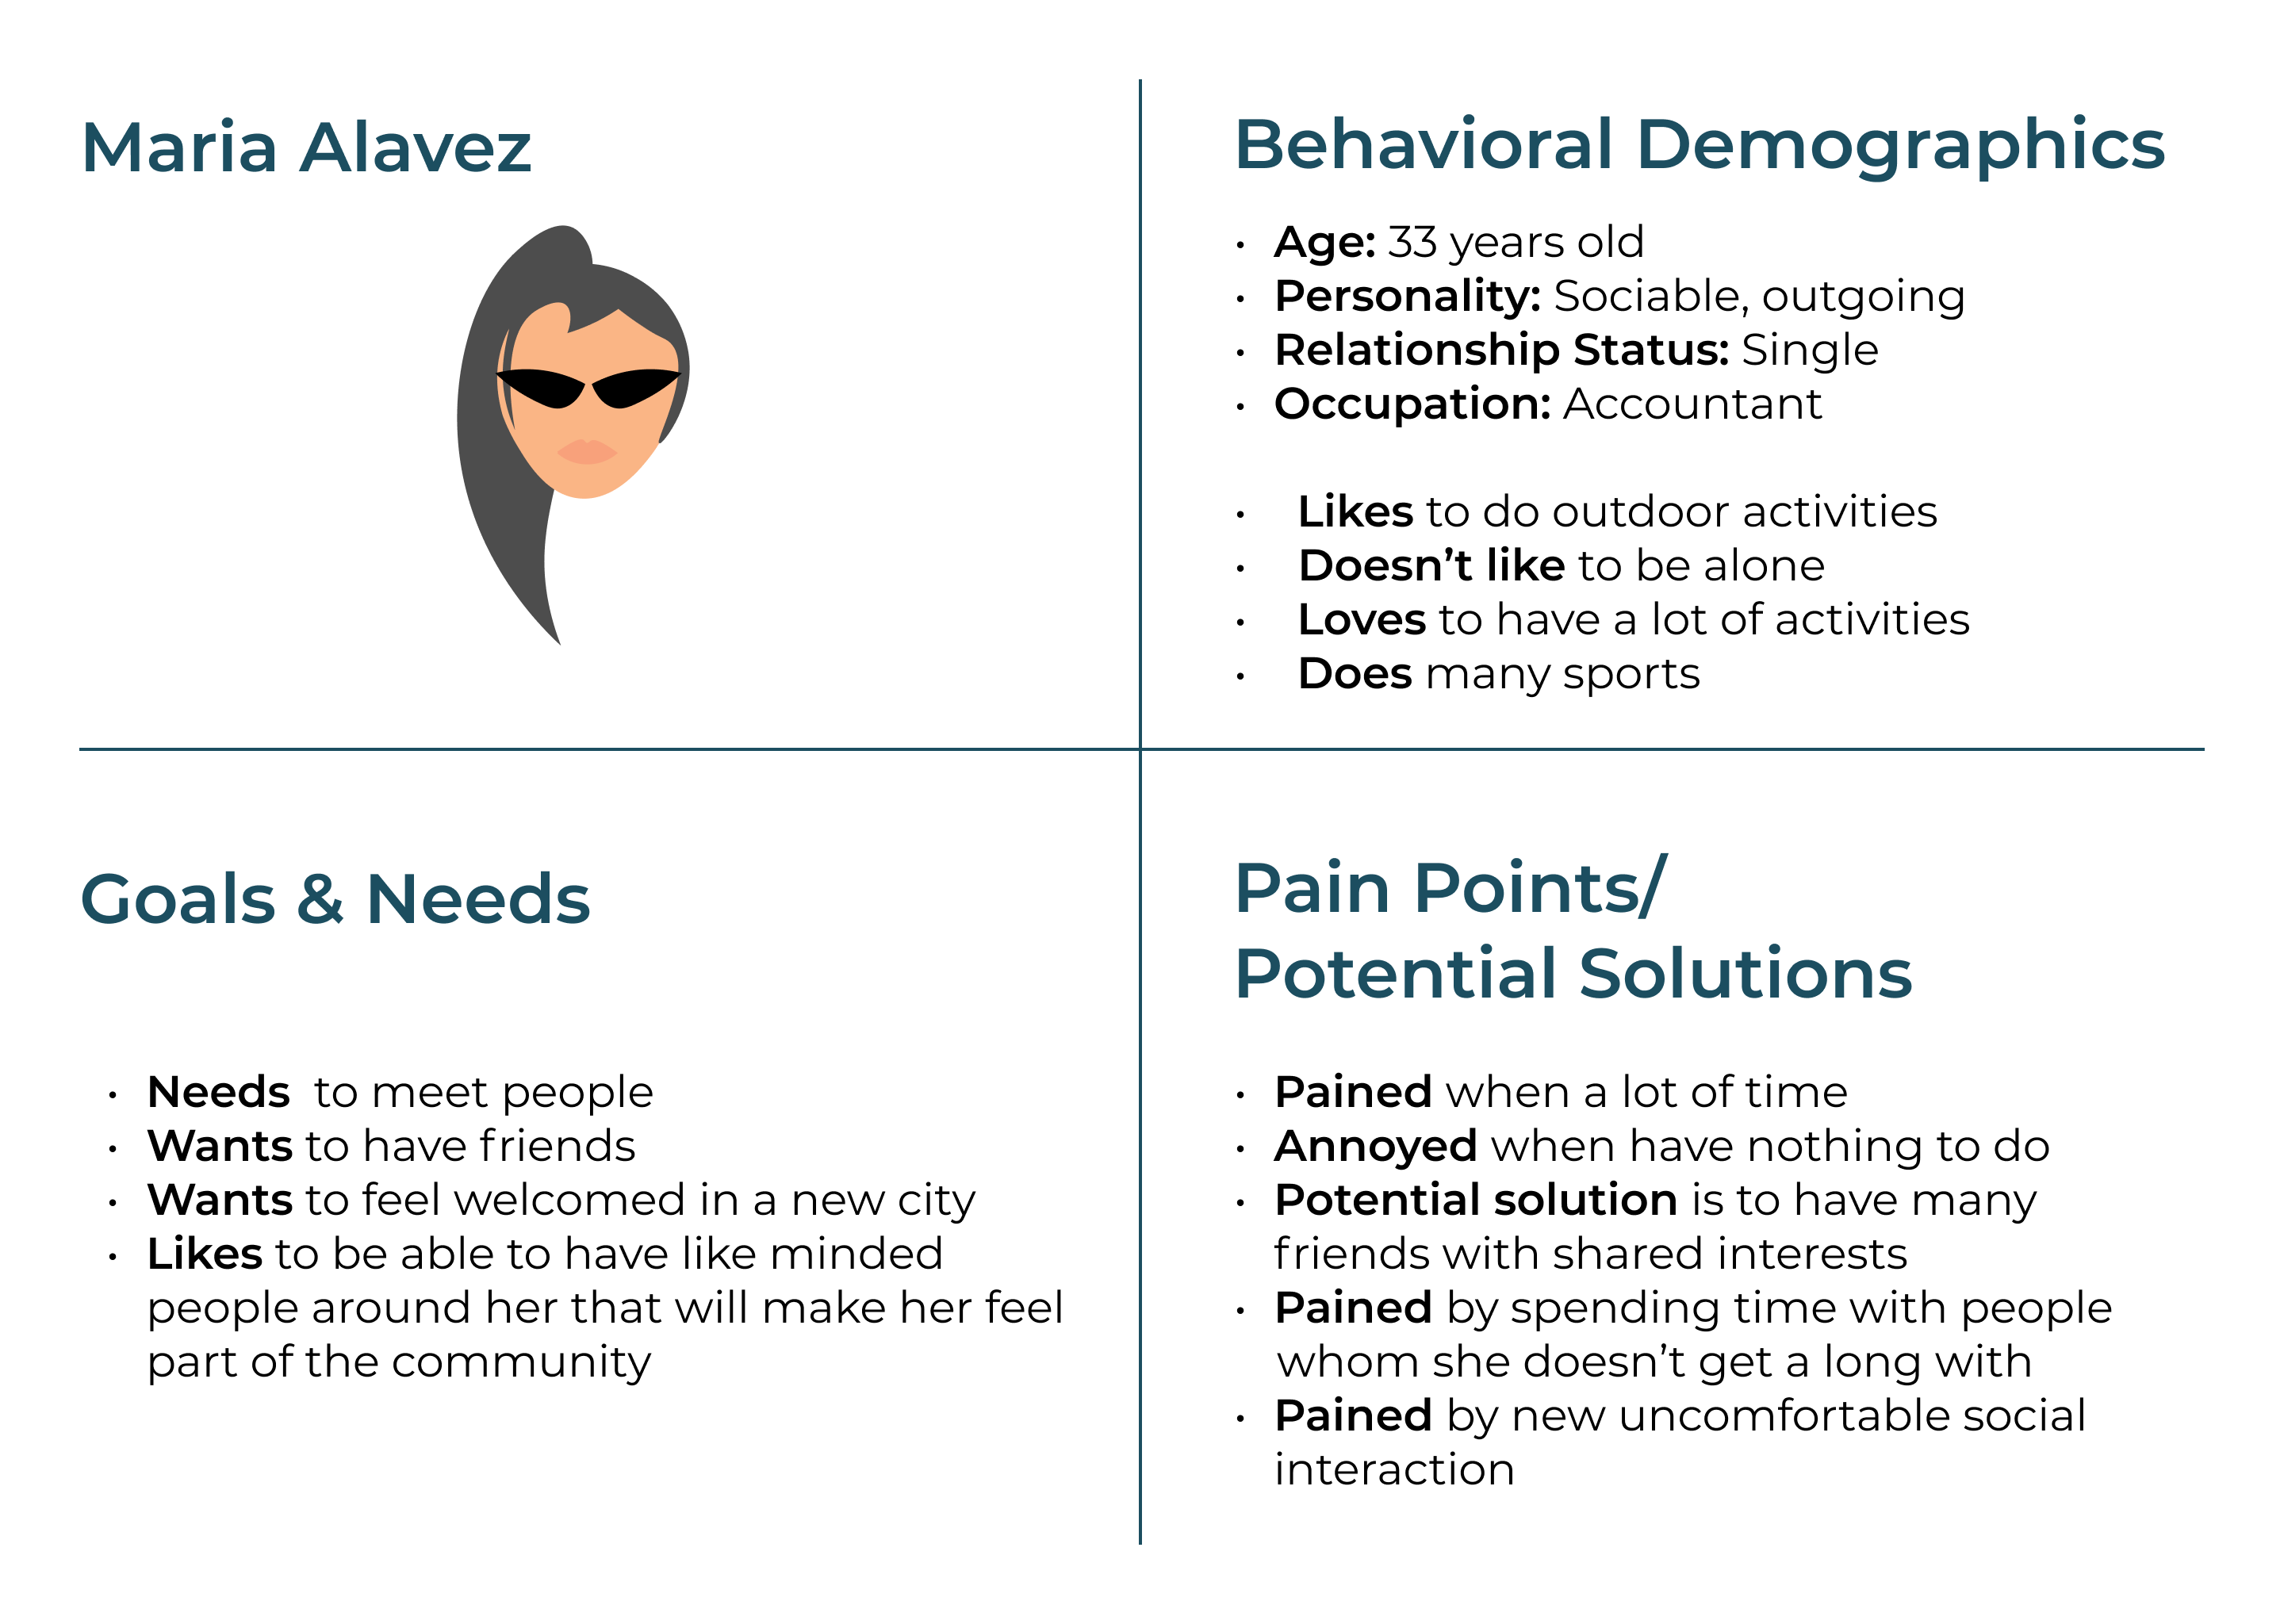 Maria Alavez
Behavioral Demographics
• Age: 33 years old
• Personality: Sociable, outgoing
• Relationship Status: Single
• Occupation: Accountant
• Likes to do outdoor activities
• Doesn’t like to be alone
• Loves to have a lot of activities
• Does many sports
Goals & Needs
• Needs  to meet people
• Wants to have friends
• Wants to feel welcomed in a new city
• Likes to be able to have like minded
people around her that will make her feel
part of the community
Pain Points/
Potential Solutions
• Pained when a lot of time
• Annoyed when have nothing to do
• Potential solution is to have many
friends with shared interests
• Pained by spending time with people
whom she doesn’t get a long with
• Pained by new uncomfortable social
interaction